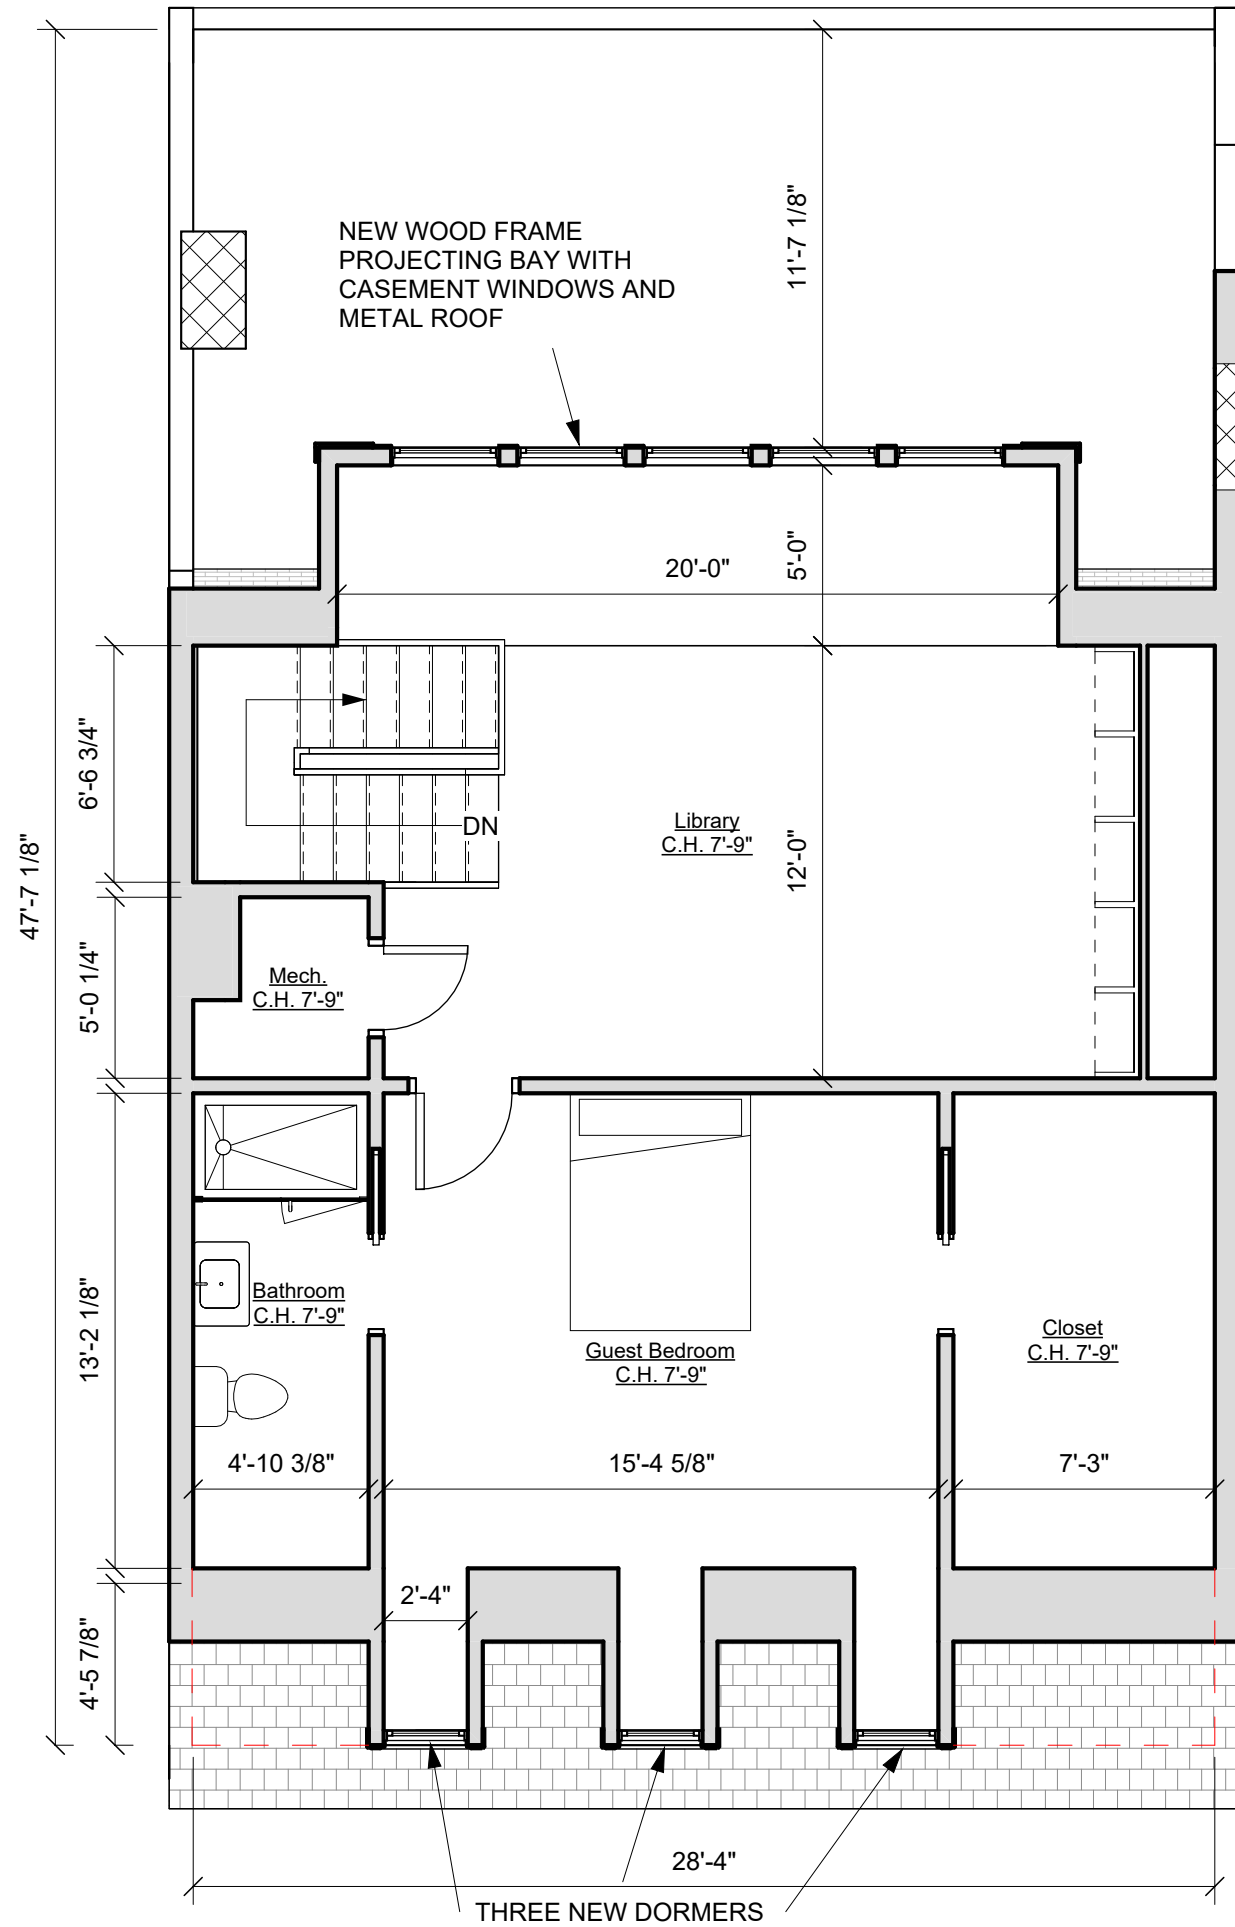 11'-7 1/8"
NEW WOOD FRAME
PROJECTING BAY WITH
CASEMENT WINDOWS AND
METAL ROOF
20'-0"
5'-0"
6'-6 3/4"
47'-7 1/8"
DN
Library
C.H. 7'-9"
12'-0"
5'-0 1/4"
Mech.
C.H. 7'-9"
13'-2 1/8"
Bathroom
C.H. 7'-9"
Guest Bedroom
C.H. 7'-9"
Closet
C.H. 7'-9"
4'-10 3/8"
15'-4 5/8"
7'-3"
2'-4"
4'-5 7/8"
28'-4"
THREE NEW DORMERS